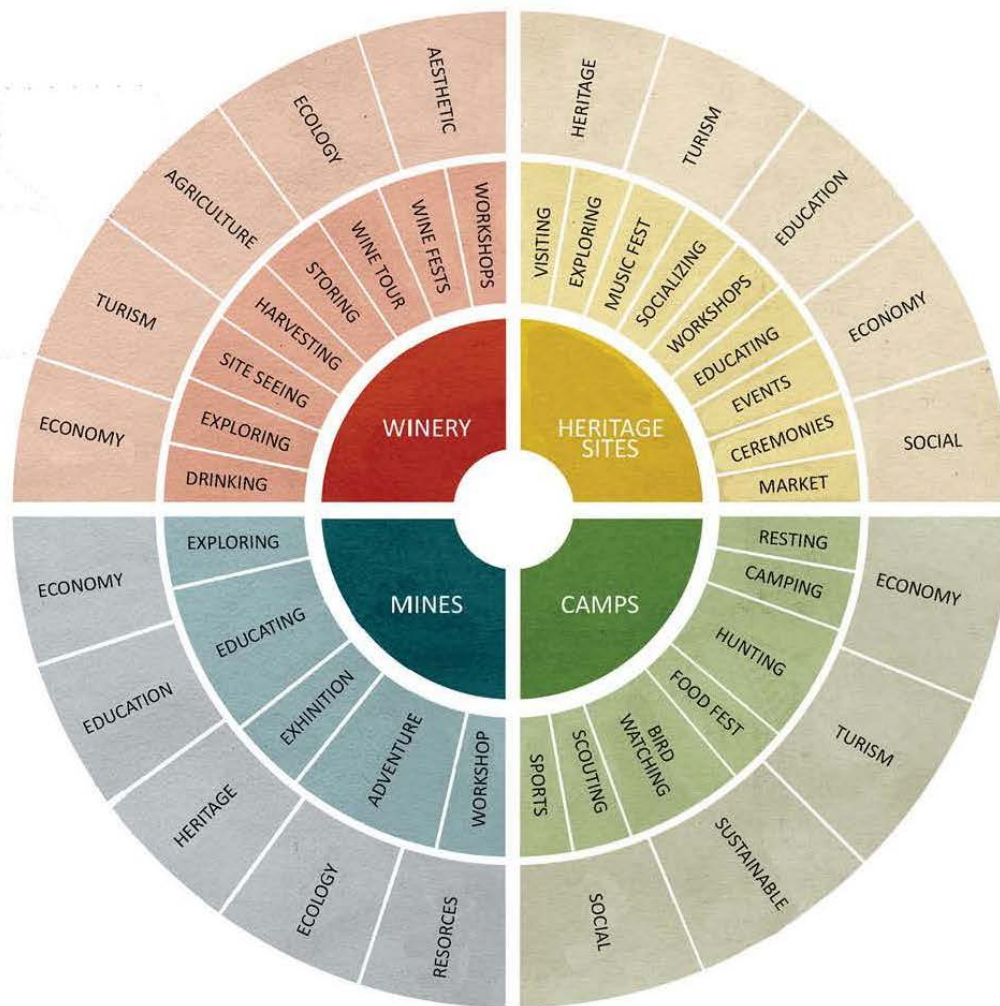 AESTHETIC
ECOLOGY
AGRICULTURE
TURISM
ECONOMY
WORKSHOPS
WINE FESTS
WINE TOUR
STORING
HARVESTING
SITE SEEING
EXPLORING
DRINKING
WINERY
HERITAGE
TURISM
EDUCATION
ECONOMY
SOCIAL
VISITING
EXPLORING
MUSIC FEST
SOCIALIZING
WORKSHOPS
EDUCATING
EVENTS
CEREMONIES
MARKET
HERITAGE
SITES
MINES
EXPLORING
EDUCATING
EXHINITION
ADVENTURE
WORKSHOP
ECONOMY
EDUCATION
HERITAGE
ECOLOGY
RESORCES
CAMPS
RESTING
CAMPING
HUNTING
FOOD FEST
BIRD
WATCHING
SCOUTING
SPORTS
ECONOMY
TURISM
SUSTAINABLE
SOCIAL